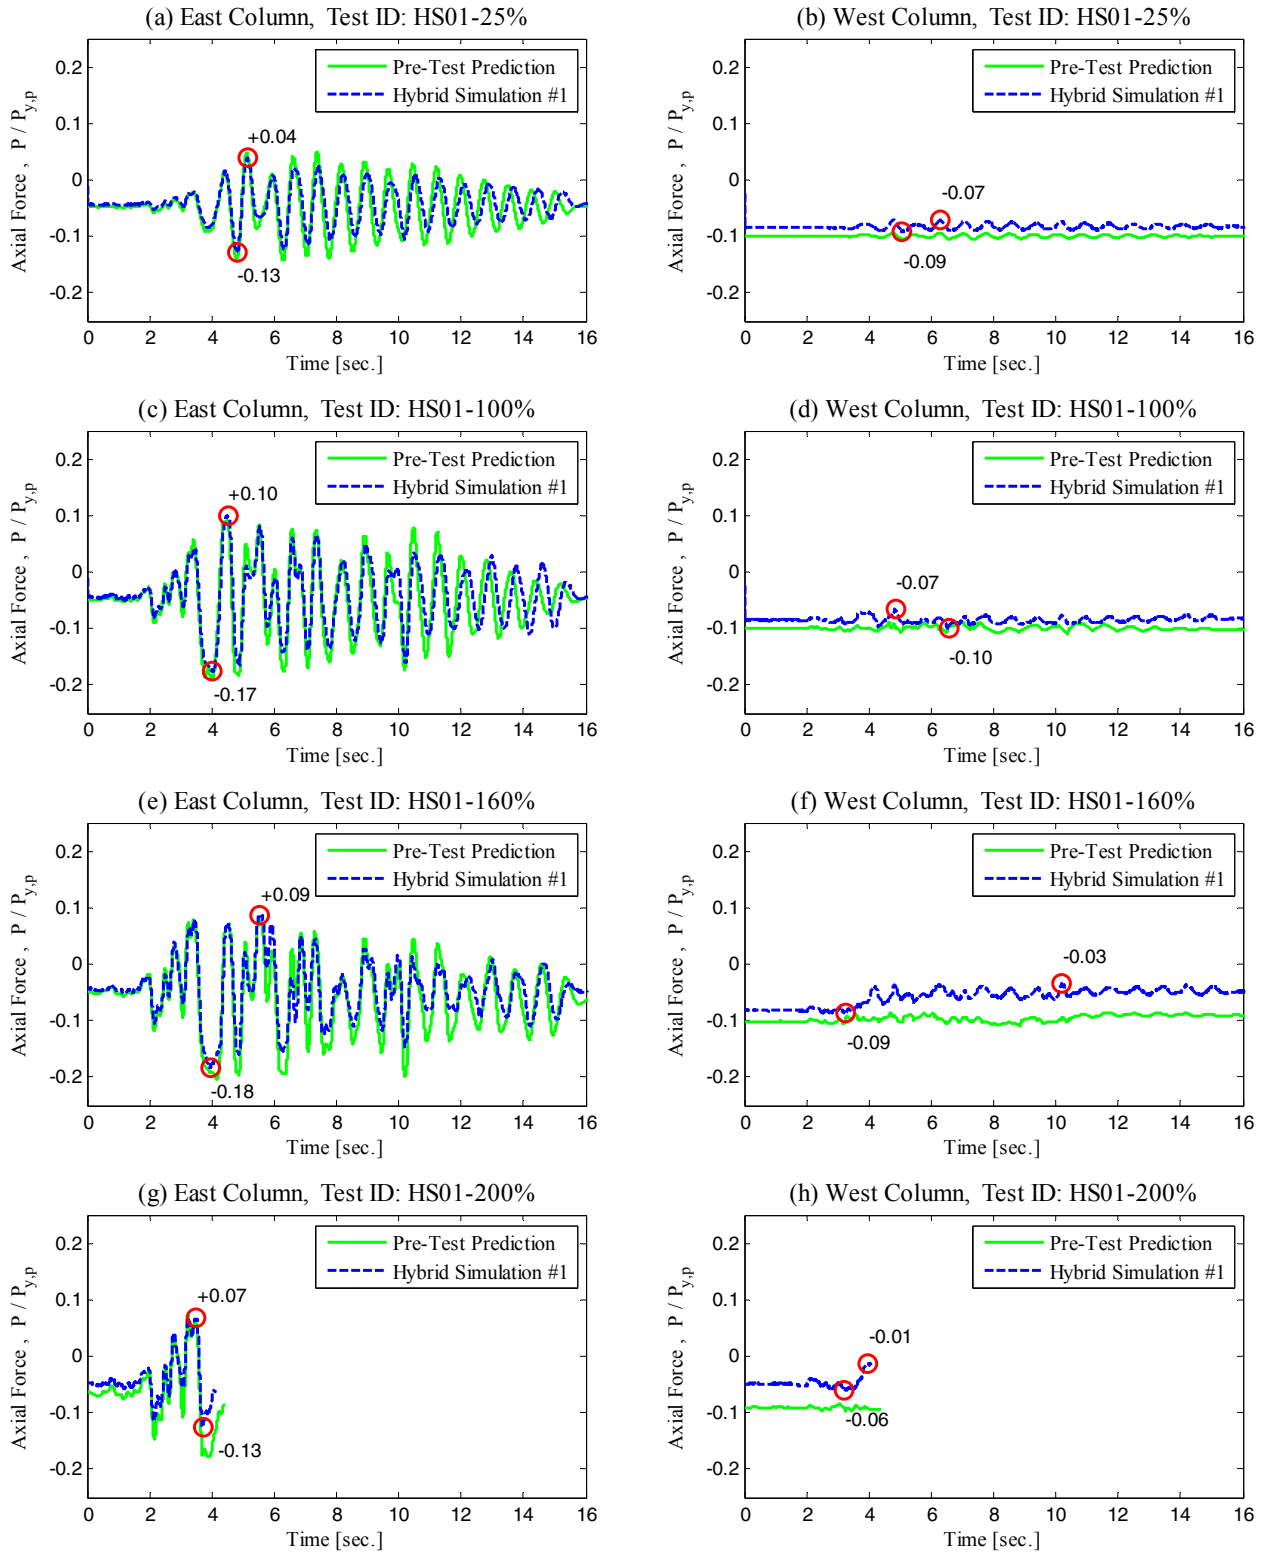 (a) East Column, Test ID: HS01-25%
0.2
0.1
0
-0.1
-0.2
Axial Force , P / Py,p
Pre-Test Prediction
Hybrid Simulation #1
+0.04
-0.13
0 2 4 6 8 10 12 14 16
Time [sec.]
(b) West Column, Test ID: HS01-25%
0.2
0.1
0
-0.1
-0.2
Axial Force , P / Py,p
Pre-Test Prediction
Hybrid Simulation #1
-0.07
-0.09
0 2 4 6 8 10 12 14 16
Time [sec.]
(c) East Column, Test ID: HS01-100%
0.2
0.1
0
-0.1
-0.2
Axial Force , P / Py,p
Pre-Test Prediction
Hybrid Simulation #1
+0.10
-0.17
0 2 4 6 8 10 12 14 16
Time [sec.]
(d) West Column, Test ID: HS01-100%
0.2
0.1
0
-0.1
-0.2
Axial Force , P / Py,p
Pre-Test Prediction
Hybrid Simulation #1
-0.07
-0.10
0 2 4 6 8 10 12 14 16
Time [sec.]
(e) East Column, Test ID: HS01-160%
0.2
0.1
0
-0.1
-0.2
Axial Force , P / Py,p
Pre-Test Prediction
Hybrid Simulation #1
+0.09
-0.18
0 2 4 6 8 10 12 14 16
Time [sec.]
(f) West Column, Test ID: HS01-160%
0.2
0.1
0
-0.1
-0.2
Axial Force , P / Py,p
Pre-Test Prediction
Hybrid Simulation #1
-0.03
-0.09
0 2 4 6 8 10 12 14 16
Time [sec.]
(g) East Column, Test ID: HS01-200%
0.2
0.1
0
-0.1
-0.2
Axial Force , P / Py,p
Pre-Test Prediction
Hybrid Simulation #1
+0.07
-0.13
0 2 4 6 8 10 12 14 16
Time [sec.]
(h) West Column, Test ID: HS01-200%
0.2
0.1
0
-0.1
-0.2
Axial Force , P / Py,p
Pre-Test Prediction
Hybrid Simulation #1
-0.01
-0.06
0 2 4 6 8 10 12 14 16
Time [sec.]